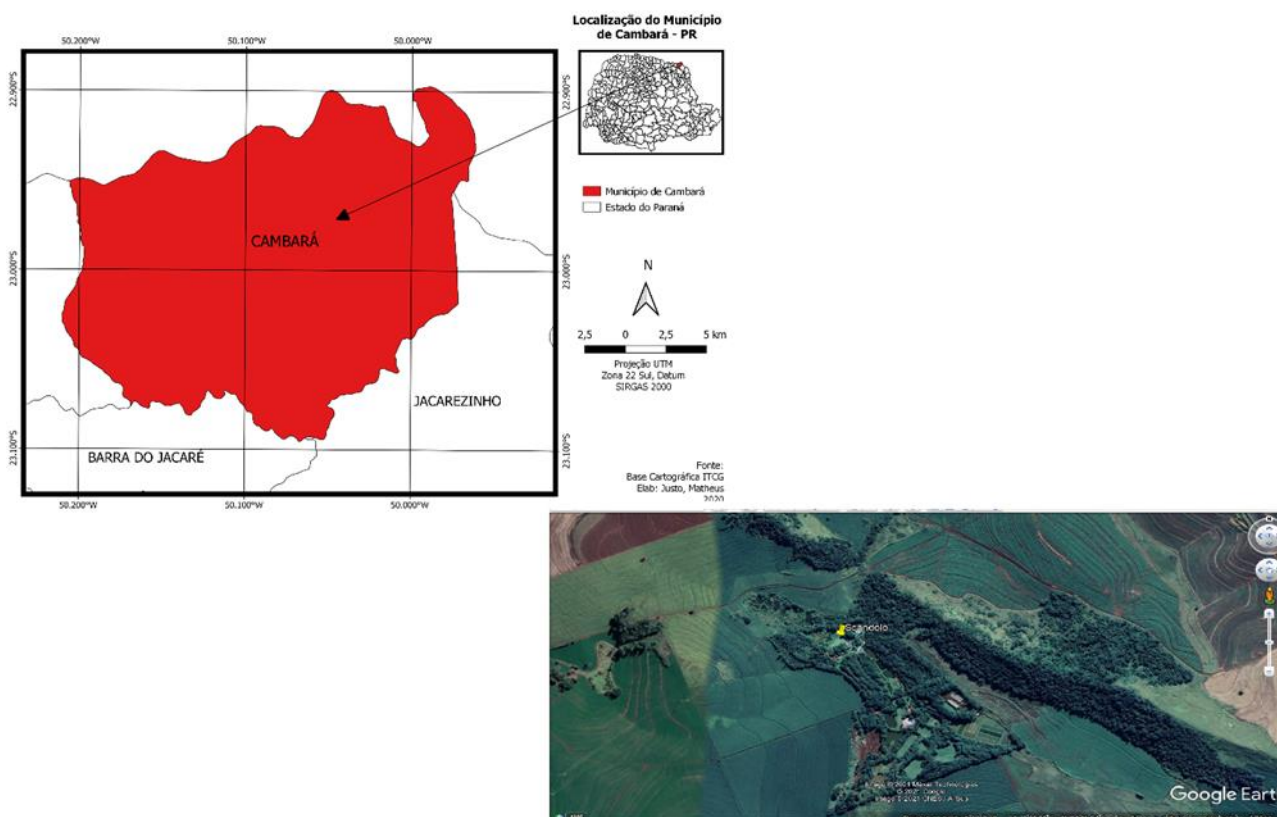 Localização do Município
de Cambará - PR
50.200°W
50.100°W
50.000°W
22.900°S
22.900°S
Município de Cambará
Estado do Paraná
CAMBARÁ
23.000°S
23.000°S
N
2,5 0 2,5 5 km
Projeção UTM
Zona 22 Sul, Datum
SIRGAS 2000
JACAREZINHO
BARRA DO JACARÉ
23.100°S
23.100°S
Fonte:
Base Cartográfica ITCG
Elab: Justo, Matheus
2020
50.200°W
50.100°W
50.000°W
Scandolo
Google Eart